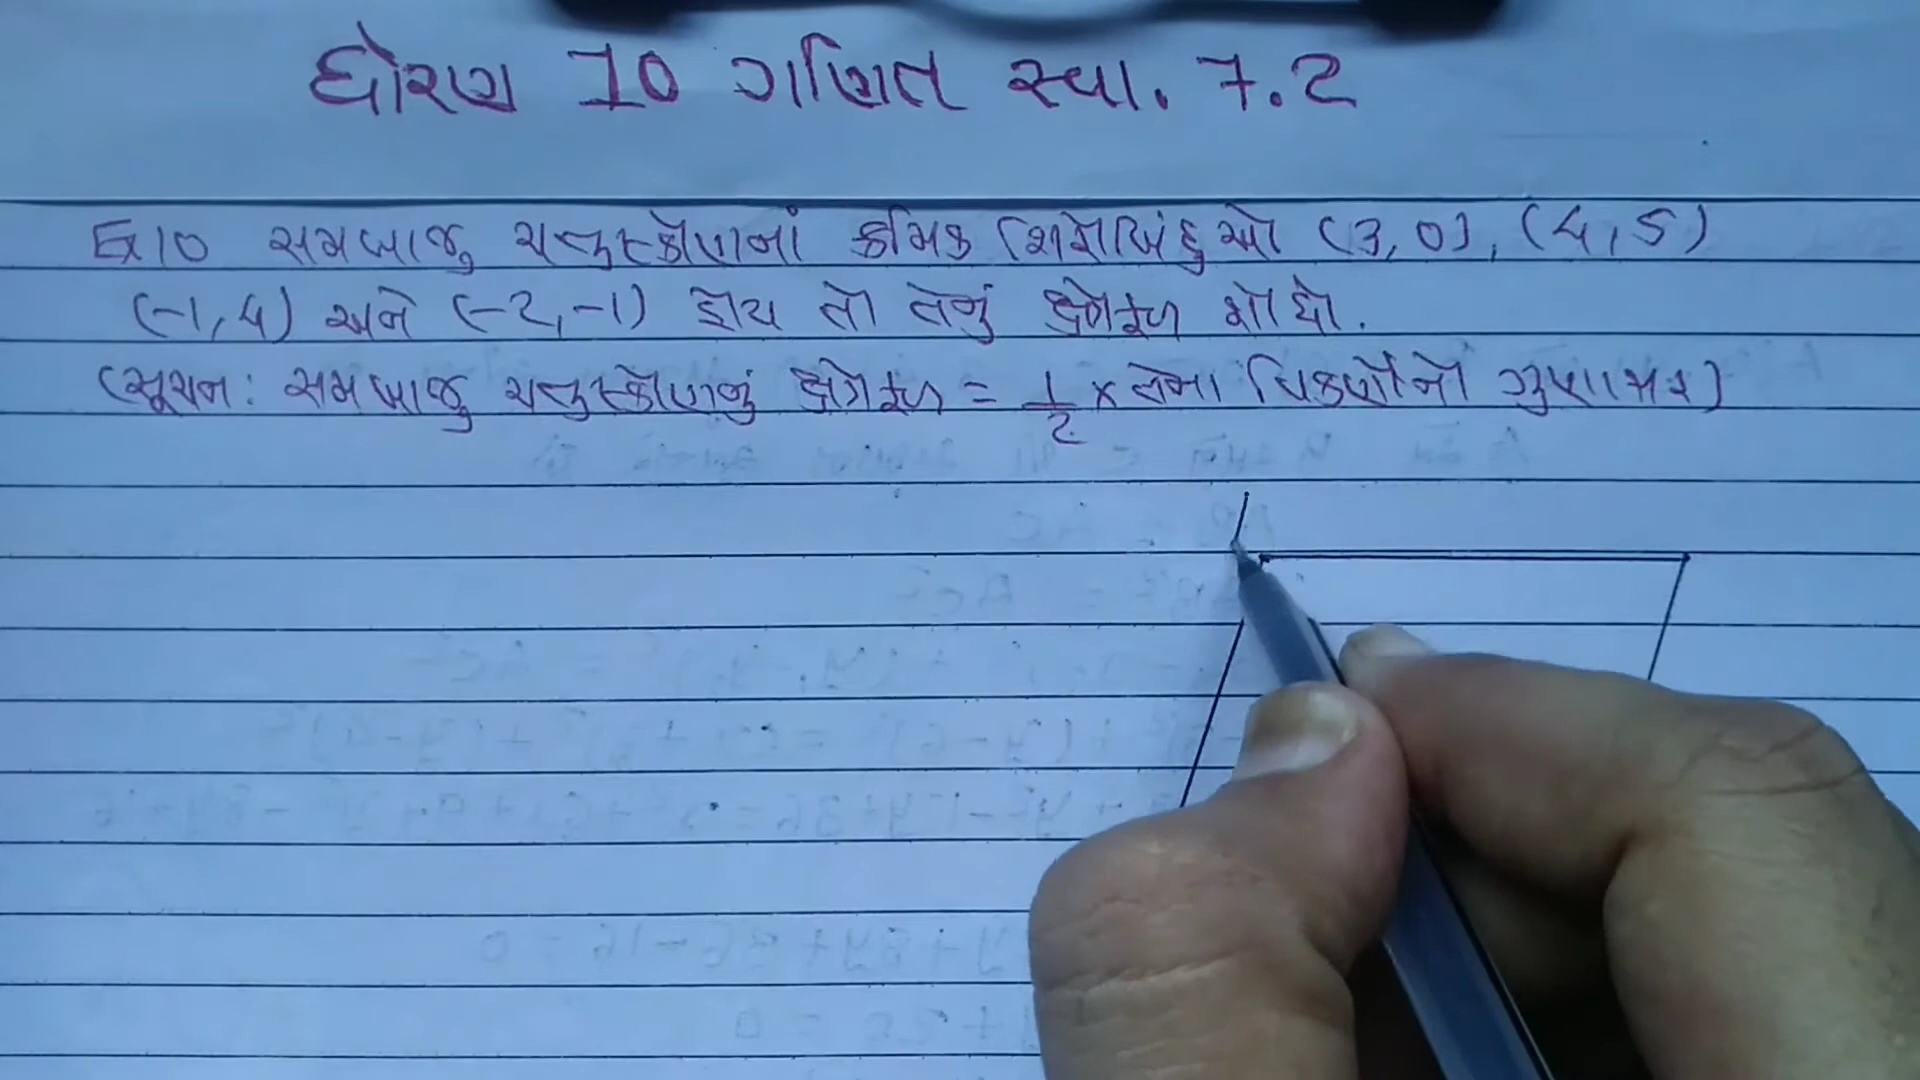 ધોરણ 10 ગણિત સ્વા. 7.2
Ex10 સમબાજુ ચતુષ્કોણનાં ક્રમિક શિરોબિંદુઓ (3,0), (4,5)
(-1,4) અને (-2,-1) હોય તો તેનું ક્ષેત્રફળ શોધો.
(સૂચન: સમબાજુ ચતુષ્કોણનું ક્ષેત્રફળ = 1/2 × તેના વિકર્ણોનો ગુણાકાર)